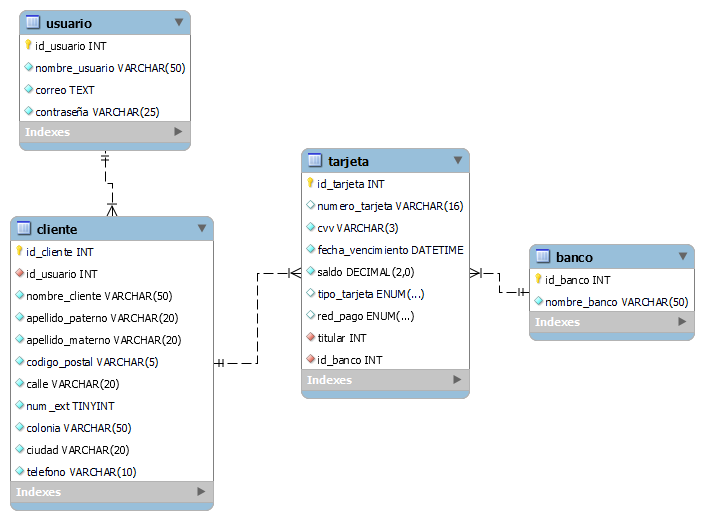 usuario
id_usuario INT
nombre_usuario VARCHAR(50)
correo TEXT
contraseña VARCHAR(25)
Indexes
cliente
id_cliente INT
id_usuario INT
nombre_cliente VARCHAR(50)
apellido_paterno VARCHAR(20)
apellido_materno VARCHAR(20)
codigo_postal VARCHAR(5)
calle VARCHAR(20)
num_ext TINYINT
colonia VARCHAR(50)
ciudad VARCHAR(20)
telefono VARCHAR(10)
Indexes
tarjeta
id_tarjeta INT
numero_tarjeta VARCHAR(16)
cvv VARCHAR(3)
fecha_vencimiento DATETIME
saldo DECIMAL(2,0)
tipo_tarjeta ENUM(...)
red_pago ENUM(...)
titular INT
id_banco INT
Indexes
banco
id_banco INT
nombre_banco VARCHAR(50)
Indexes